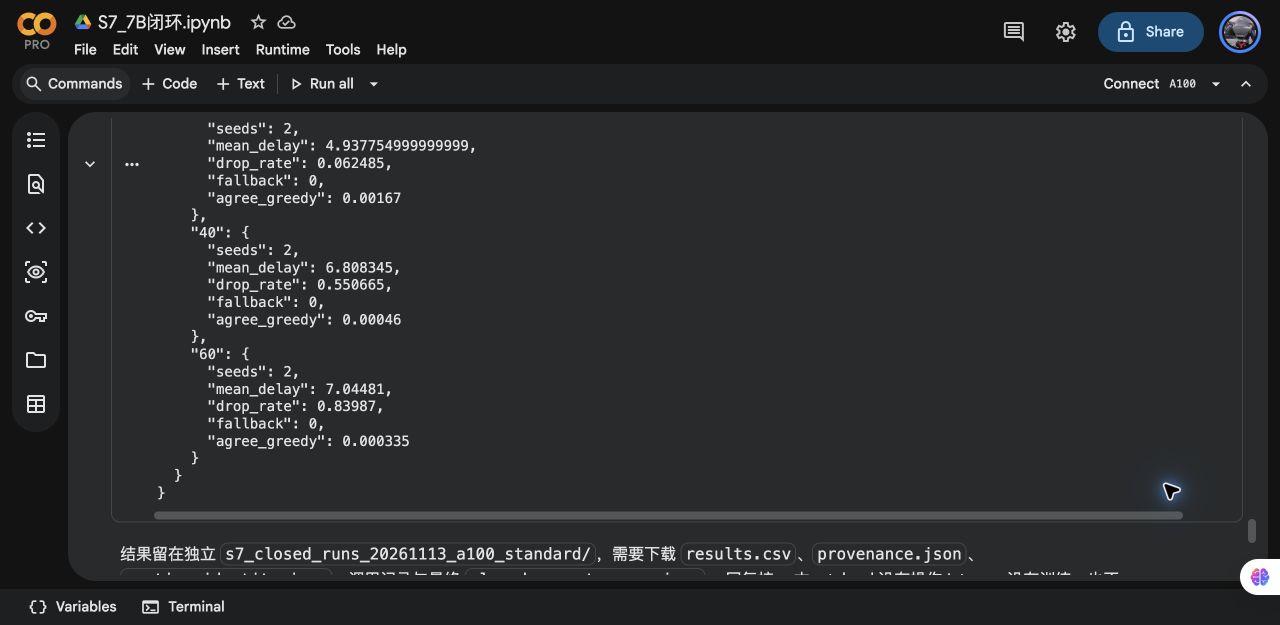 S7_7B闭环.ipynb
PRO
File Edit View Insert Runtime Tools Help
Share
Commands + Code + Text Run all
Connect A100
"seeds": 2,
"mean_delay": 4.937754999999999,
"drop_rate": 0.062485,
"fallback": 0,
"agree_greedy": 0.00167
},
"40": {
"seeds": 2,
"mean_delay": 6.808345,
"drop_rate": 0.550665,
"fallback": 0,
"agree_greedy": 0.00046
},
"60": {
"seeds": 2,
"mean_delay": 7.04481,
"drop_rate": 0.83987,
"fallback": 0,
"agree_greedy": 0.000335
}
}
}
结果留在独立 s7_closed_runs_20261113_a100_standard/，需要下载 results.csv、provenance.json、
Variables Terminal